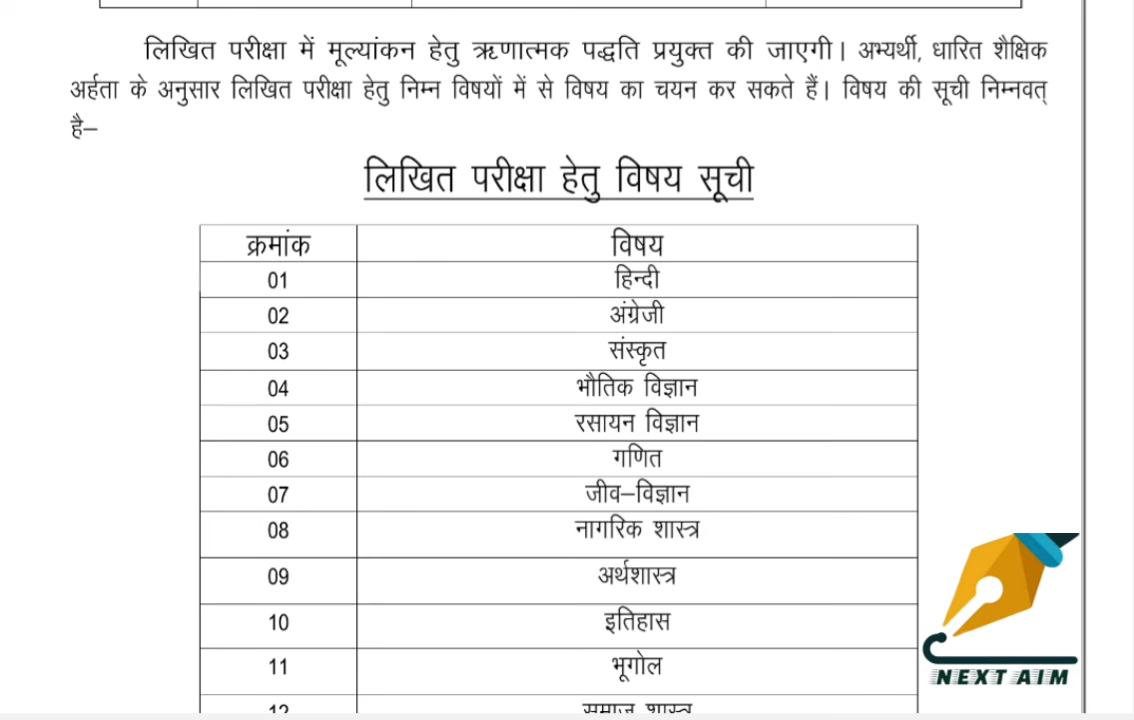 लिखित परीक्षा में मूल्यांकन हेतु ऋणात्मक पद्धति प्रयुक्त की जाएगी। अभ्यर्थी, धारित शैक्षिक
अर्हता के अनुसार लिखित परीक्षा हेतु निम्न विषयों में से विषय का चयन कर सकते हैं। विषय की सूची निम्नवत्
है–
लिखित परीक्षा हेतु विषय सूची
क्रमांक विषय
01 हिन्दी
02 अंग्रेजी
03 संस्कृत
04 भौतिक विज्ञान
05 रसायन विज्ञान
06 गणित
07 जीव–विज्ञान
08 नागरिक शास्त्र
09 अर्थशास्त्र
10 इतिहास
11 भूगोल
12 समाज शास्त्र
NEXT AIM